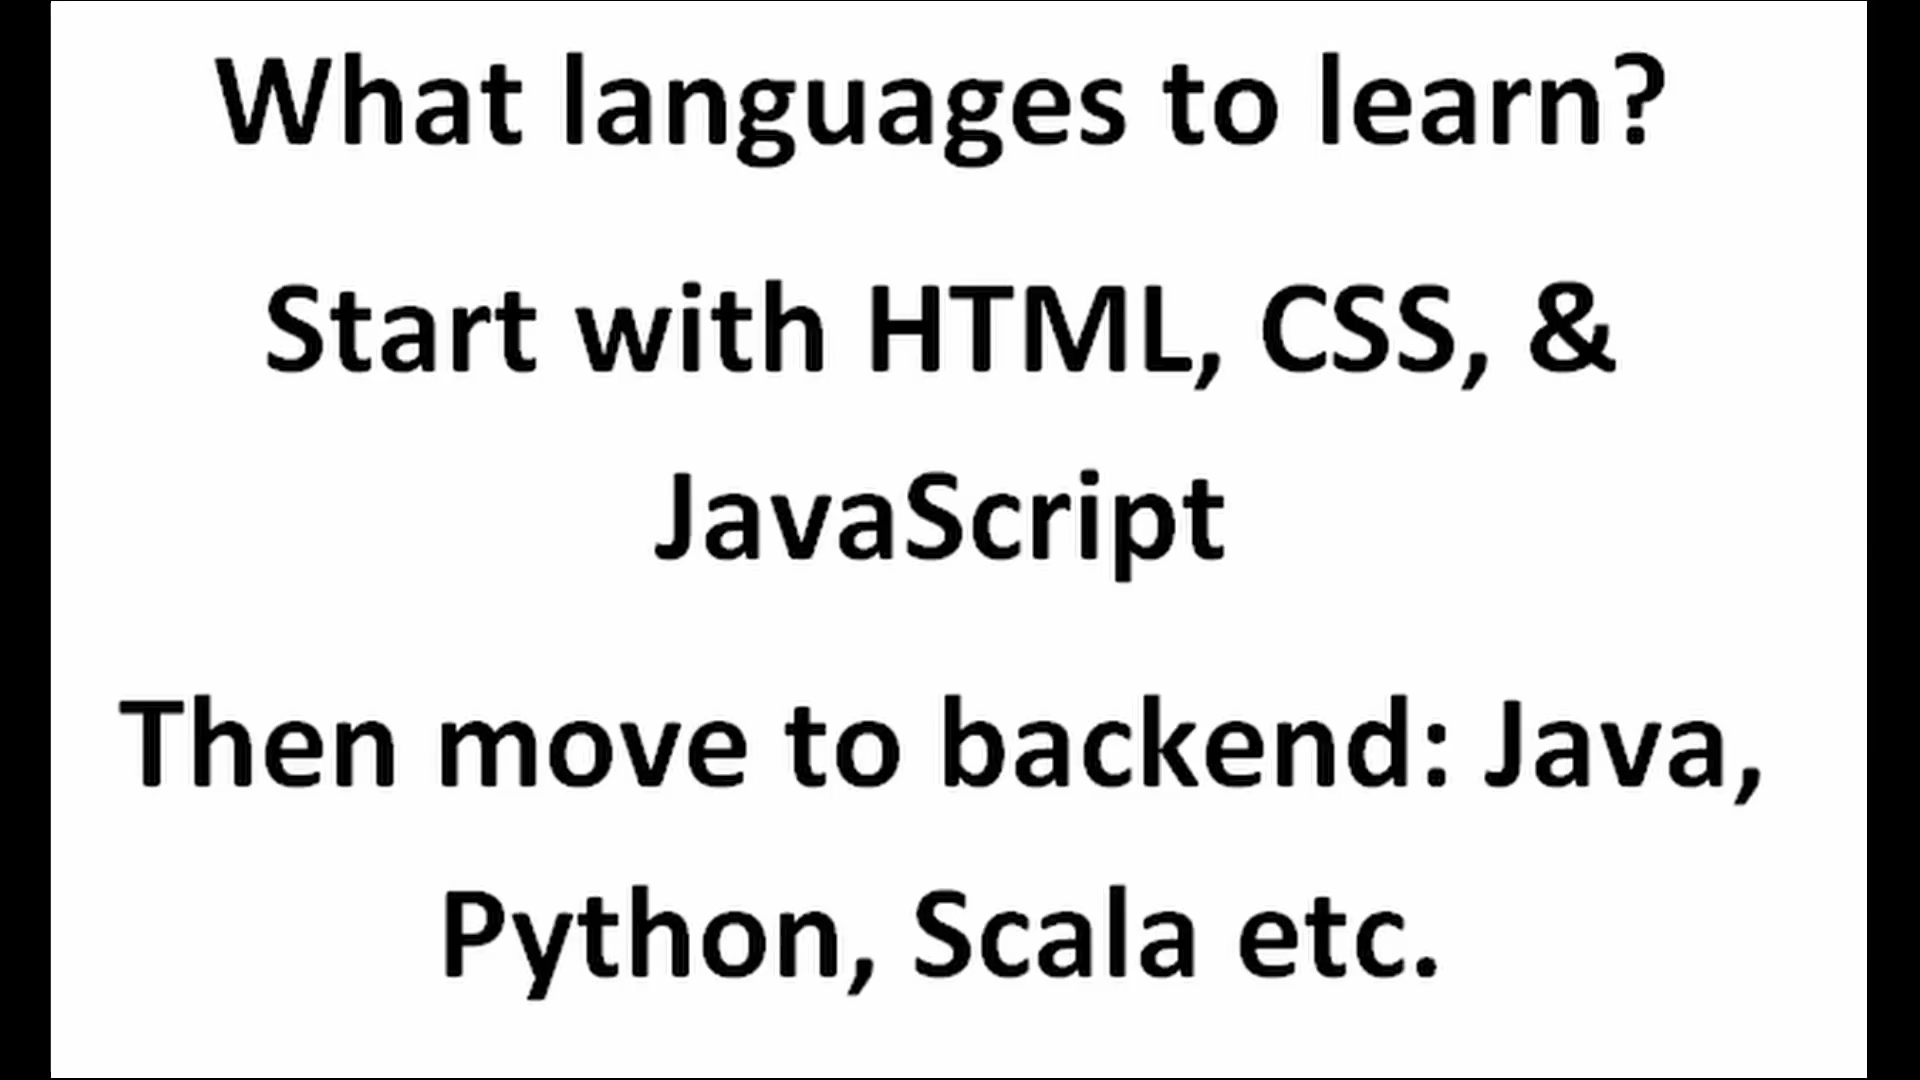 What languages to learn?
Start with HTML, CSS, &
JavaScript
Then move to backend: Java,
Python, Scala etc.